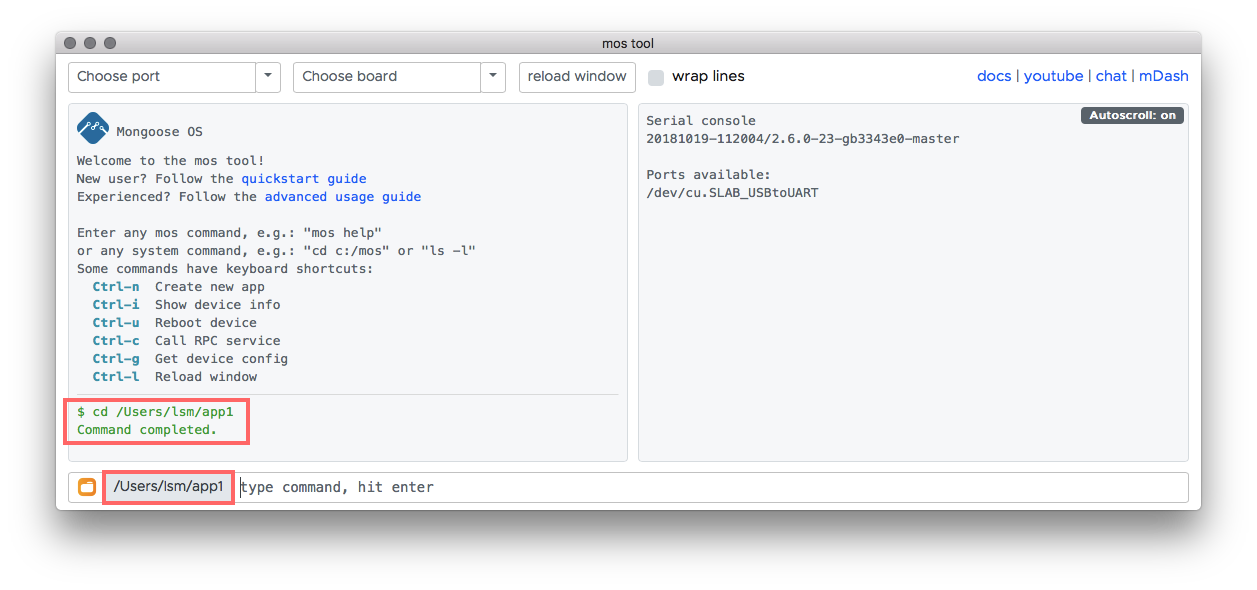 mos tool
Choose port
Choose board
reload window
wrap lines
docs | youtube | chat | mDash
Mongoose OS
Welcome to the mos tool!
New user? Follow the quickstart guide
Experienced? Follow the advanced usage guide
Enter any mos command, e.g.: "mos help"
or any system command, e.g.: "cd c:/mos" or "ls -l"
Some commands have keyboard shortcuts:
Ctrl-n Create new app
Ctrl-i Show device info
Ctrl-u Reboot device
Ctrl-c Call RPC service
Ctrl-g Get device config
Ctrl-l Reload window
$ cd /Users/lsm/app1
Command completed.
Autoscroll: on
Serial console
20181019-112004/2.6.0-23-gb3343e0-master
Ports available:
/dev/cu.SLAB_USBtoUART
/Users/lsm/app1
type command, hit enter